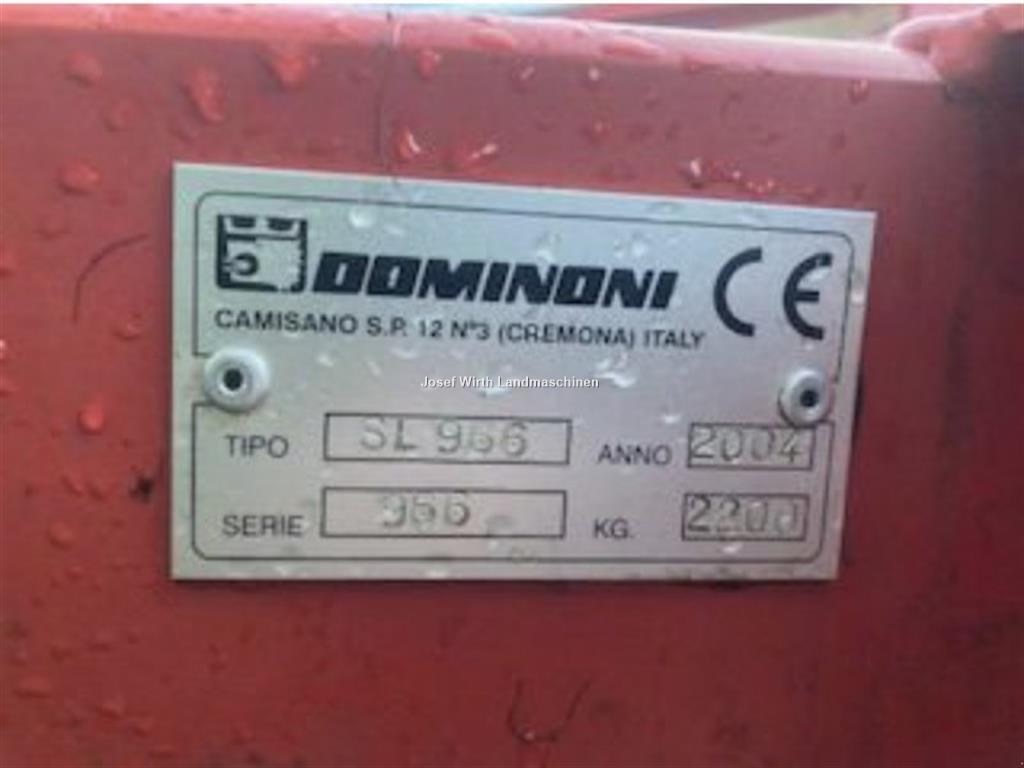 DOMINONI CE
CAMISANO S.P. 12 N°3 (CREMONA) ITALY
Josef Wirth Landmaschinen
TIPO SL 966 ANNO 2004
SERIE 966 KG. 2200